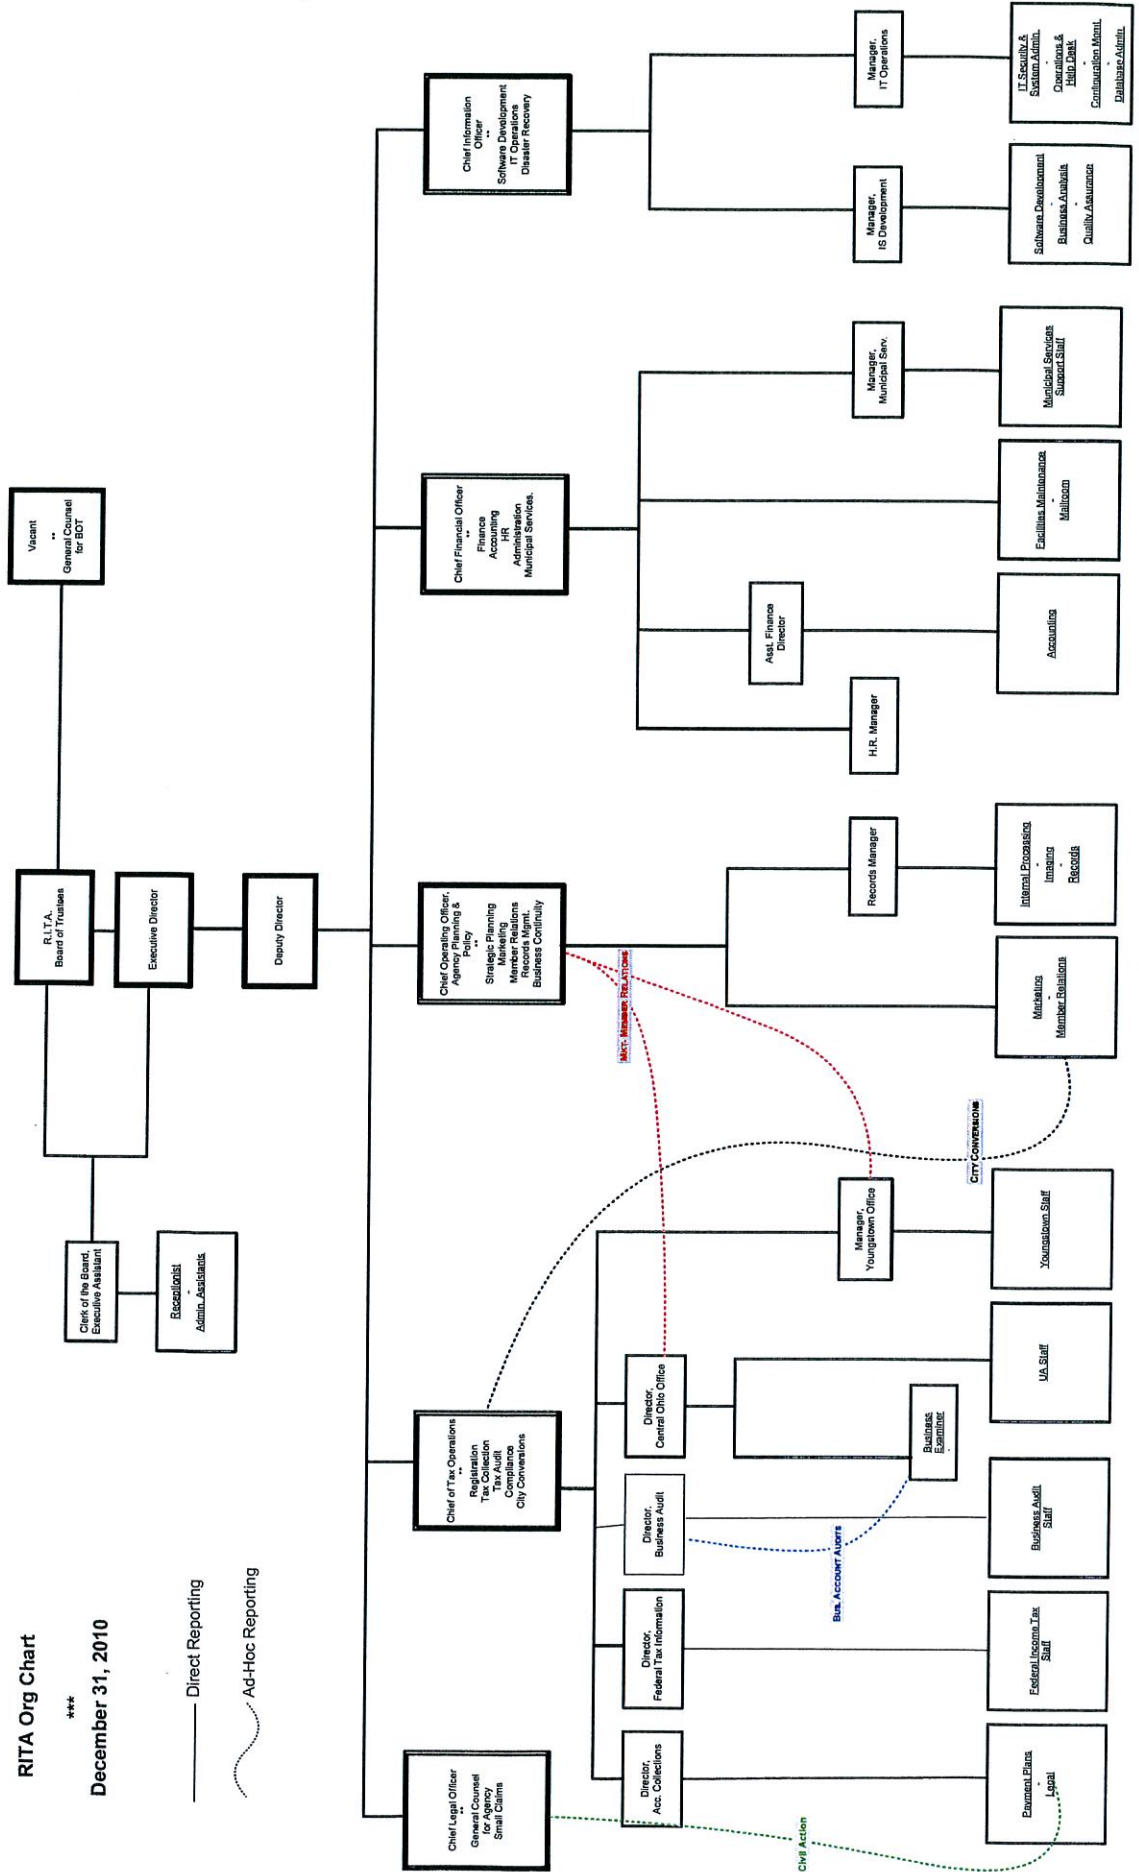 RITA Org Chart
***
December 31, 2010
Direct Reporting
Ad-Hoc Reporting
Vacant
**
General Counsel
for BOT
R.I.T.A.
Board of Trustees
Executive Director
Deputy Director
Clerk of the Board,
Executive Assistant
Receptionist
-
Admin. Assistants
Chief Legal Officer
**
General Counsel
for Agency
Small Claims
Chief of Tax Operations
**
Registration
Tax Collection
Tax Audit
Compliance
City Conversions
Chief Operating Officer,
Agency Planning &
Policy
**
Strategic Planning
Marketing
Member Relations
Records Mgmt.
Business Continuity
Chief Financial Officer
**
Finance
Accounting
HR
Administration
Municipal Services.
Chief Information
Officer
**
Software Development
IT Operations
Disaster Recovery
Director,
Acc. Collections
Director,
Federal Tax Information
Director,
Business Audit
Director,
Central Ohio Office
Manager,
Youngstown Office
Records Manager
H.R. Manager
Asst. Finance
Director
Manager,
Municipal Serv.
Manager,
IS Development
Manager,
IT Operations
MKT- MEMBER RELATIONS
CITY CONVERSIONS
BUS. ACCOUNT AUDITS
Civil Action
Business
Examiner
Payment Plans
-
Legal
Federal Income Tax
Staff
Business Audit
Staff
UA Staff
Youngstown Staff
Marketing
-
Member Relations
Internal Processing
-
Imaging
-
Records
Accounting
Facilities Maintenance
-
Mailroom
Municipal Services
Support Staff
Software Development
-
Business Analysis
-
Quality Assurance
IT Security &
System Admin.
-
Operations &
Help Desk
-
Configuration Mgmt.
-
Database Admin